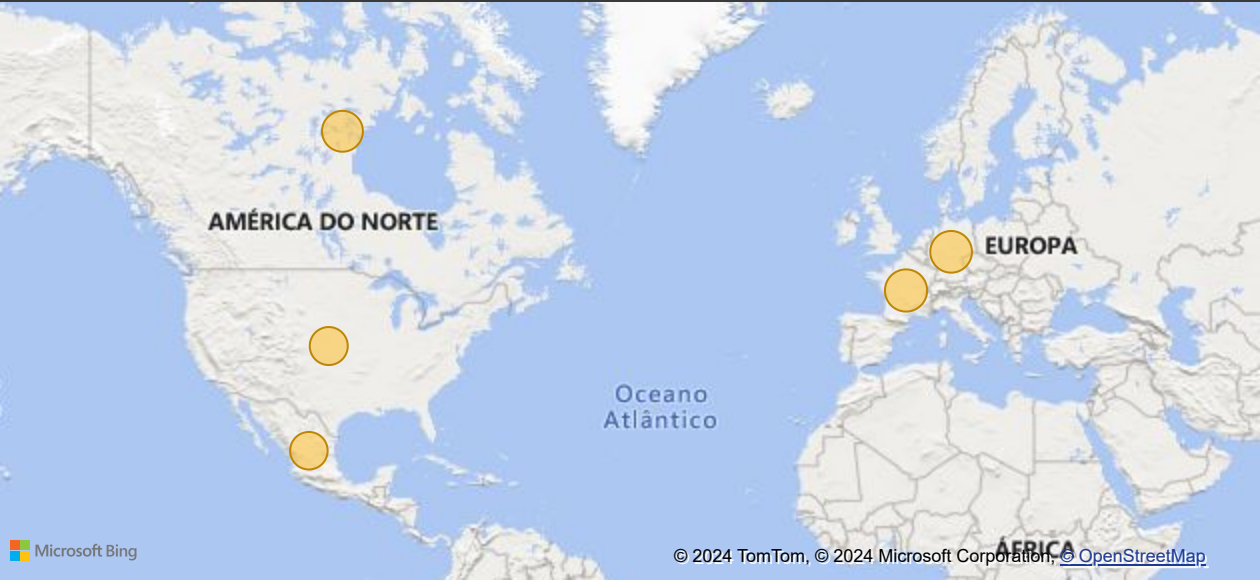 AMÉRICA DO NORTE
EUROPA
Oceano
Atlântico
ÁFRICA
Microsoft Bing
© 2024 TomTom, © 2024 Microsoft Corporation, © OpenStreetMap